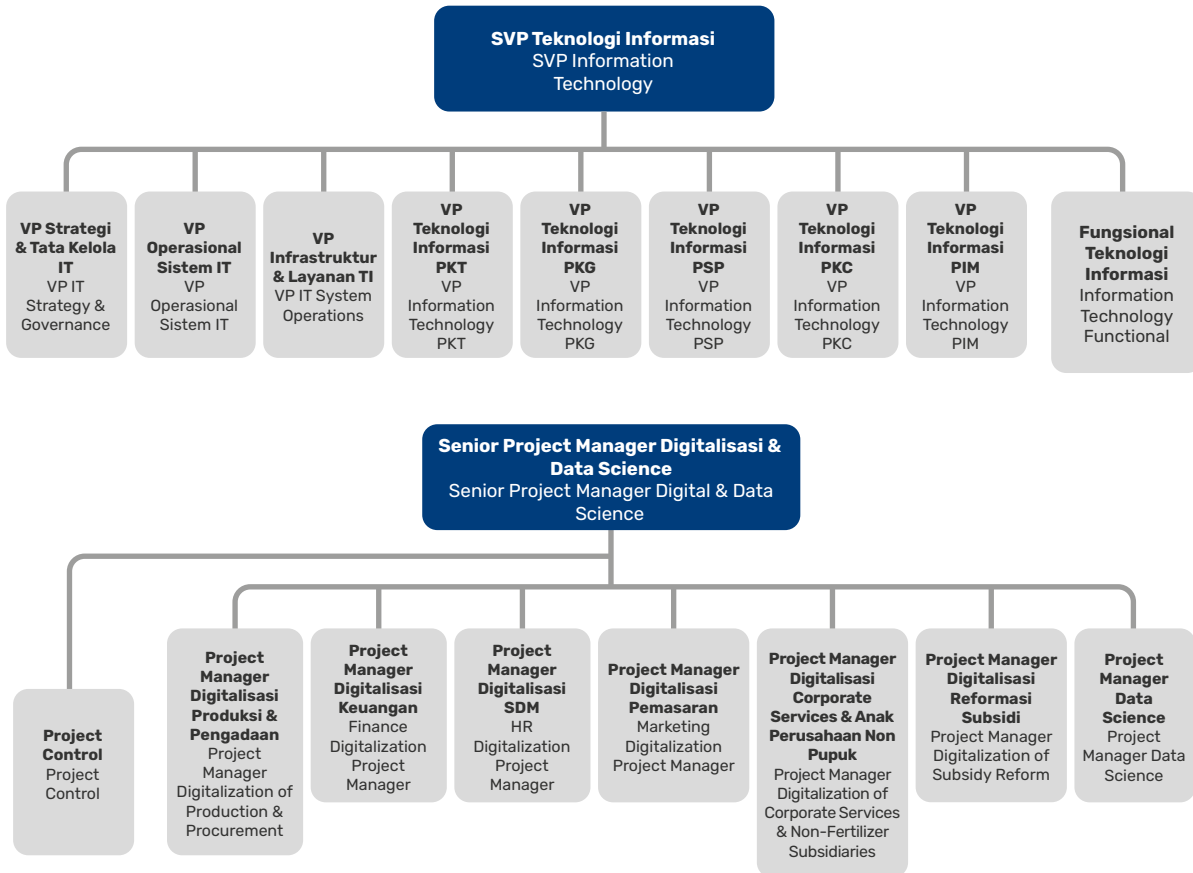 SVP Teknologi Informasi
SVP Information
Technology
VP Strategi
& Tata Kelola
IT
VP IT
Strategy &
Governance
VP
Operasional
Sistem IT
VP
Operasional
Sistem IT
VP
Infrastruktur
& Layanan TI
VP IT System
Operations
VP
Teknologi
Informasi
PKT
VP
Information
Technology
PKT
VP
Teknologi
Informasi
PKG
VP
Information
Technology
PKG
VP
Teknologi
Informasi
PSP
VP
Information
Technology
PSP
VP
Teknologi
Informasi
PKC
VP
Information
Technology
PKC
VP
Teknologi
Informasi
PIM
VP
Information
Technology
PIM
Fungsional
Teknologi
Informasi
Information
Technology
Functional
Senior Project Manager Digitalisasi &
Data Science
Senior Project Manager Digital & Data
Science
Project
Control
Project
Control
Project
Manager
Digitalisasi
Produksi &
Pengadaan
Project
Manager
Digitalization of
Production &
Procurement
Project
Manager
Digitalisasi
Keuangan
Finance
Digitalization
Project
Manager
Project
Manager
Digitalisasi
SDM
HR
Digitalization
Project
Manager
Project Manager
Digitalisasi
Pemasaran
Marketing
Digitalization
Project Manager
Project Manager
Digitalisasi
Corporate
Services & Anak
Perusahaan Non
Pupuk
Project Manager
Digitalization of
Corporate Services
& Non-Fertilizer
Subsidiaries
Project Manager
Digitalisasi
Reformasi
Subsidi
Project Manager
Digitalization of
Subsidy Reform
Project
Manager
Data
Science
Project
Manager Data
Science